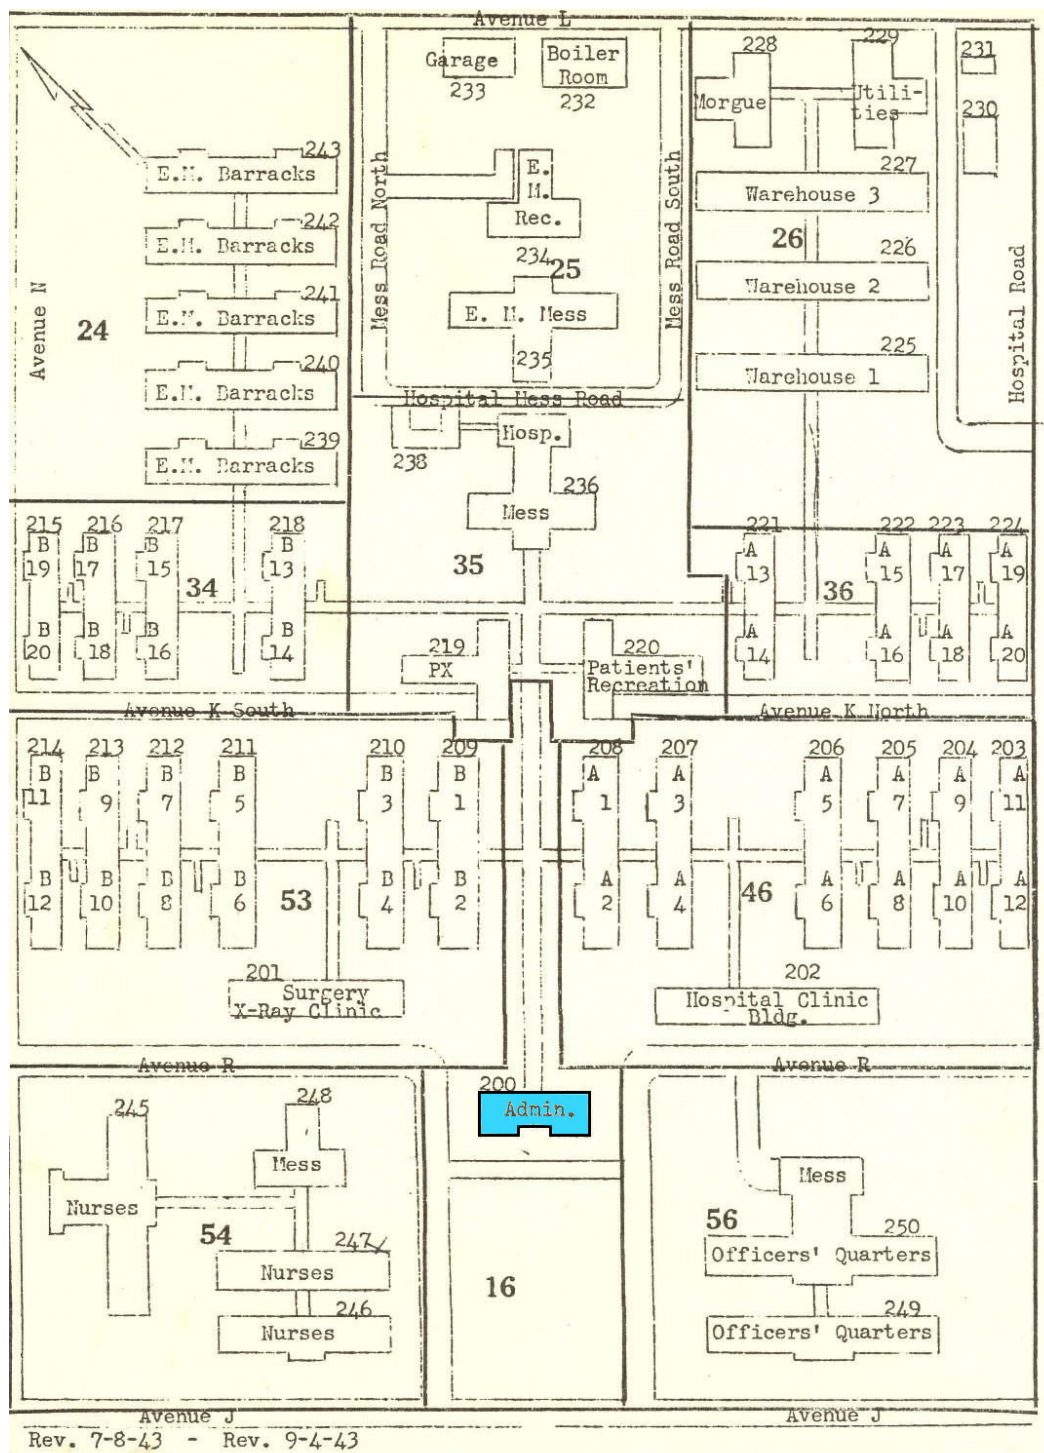 Avenue L
Garage
233
Boiler
Room
232
228
229
Morgue
Utili-
ties
231
230
243
E.M. Barracks
242
E.M. Barracks
241
E.M. Barracks
240
E.M. Barracks
239
E.M. Barracks
Avenue N
24
Mess Road North
E.
M.
Rec.
234
25
E. M. Mess
235
Mess Road South
227
Warehouse 3
26
226
Warehouse 2
225
Warehouse 1
Hospital Road
Hospital Mess Road
238
Hosp.
236
Mess
35
215 216 217 218
B B B B
19 17 15 13
34
B B B B
20 18 16 14
221 222 223 224
A A A A
13 15 17 19
36
A A A A
14 16 18 20
219
PX
220
Patients'
Recreation
Avenue K South
Avenue K North
214 213 212 211 210 209
B B B B B B
11 9 7 5 3 1
B B B B B B
12 10 8 6 4 2
53
208 207 206 205 204 203
A A A A A A
1 3 5 7 9 11
A A A A A A
2 4 6 8 10 12
46
201
Surgery
X-Ray Clinic
202
Hospital Clinic
Bldg.
Avenue R
Avenue R
200
Admin.
245
248
Mess
Nurses
54
247
Nurses
246
Nurses
16
Mess
56
250
Officers' Quarters
249
Officers' Quarters
Avenue J
Avenue J
Rev. 7-8-43 - Rev. 9-4-43